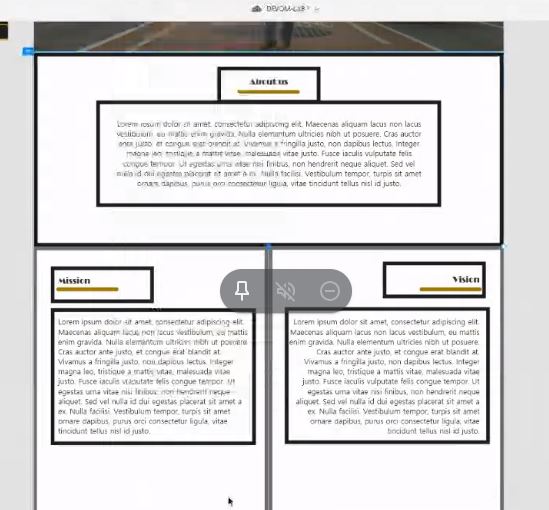 About us
Lorem ipsum dolor sit amet, consectetur adipiscing elit. Maecenas aliquam lacus non lacus
vestibulum, eu mattis enim gravida. Nulla elementum ultricies nibh ut posuere. Cras auctor
ante justo, et congue erat blandit at. Vivamus a fringilla justo, non dapibus lectus. Integer
magna leo, tristique a mattis vitae, malesuada vitae justo. Fusce iaculis vulputate felis
congue tempor. Ut egestas urna vitae nisi finibus, non hendrerit neque aliquet. Sed vel
nulla id dui egestas placerat sit amet a ex. Nulla facilisi. Vestibulum tempor, turpis sit amet
ornare dapibus, purus orci consectetur ligula, vitae tincidunt tellus nisl id justo.
Mission
Lorem ipsum dolor sit amet, consectetur adipiscing elit.
Maecenas aliquam lacus non lacus vestibulum, eu mattis
enim gravida. Nulla elementum ultricies nibh ut posuere
Cras auctor ante justo, et congue erat blandit at.
Vivamus a fringilla justo, non dapibus lectus. Integer
magna leo, tristique a mattis vitae, malesuada vitae
justo. Fusce iaculis vulputate felis congue tempor. Ut
egestas urna vitae nisi finibus, non hendrerit neque
aliquet. Sed vel nulla id dui egestas placerat sit amet a
ex. Nulla facilisi. Vestibulum tempor, turpis sit amet
ornare dapibus, purus orci consectetur ligula, vitae
tincidunt tellus nisl id justo.
Vision
Lorem ipsum dolor sit amet, consectetur adipiscing elit.
Maecenas aliquam lacus non lacus vestibulum, eu mattis
enim gravida. Nulla elementum ultricies nibh ut posuere.
Cras auctor ante justo, et congue erat blandit at.
Vivamus a fringilla justo, non dapibus lectus. Integer
magna leo, tristique a mattis vitae, malesuada vitae
justo. Fusce iaculis vulputate felis congue tempor. Ut
egestas urna vitae nisi finibus, non hendrerit neque
aliquet. Sed vel nulla id dui egestas placerat sit amet a
ex. Nulla facilisi. Vestibulum tempor, turpis sit amet
ornare dapibus, purus orci consectetur ligula, vitae
tincidunt tellus nisl id justo.